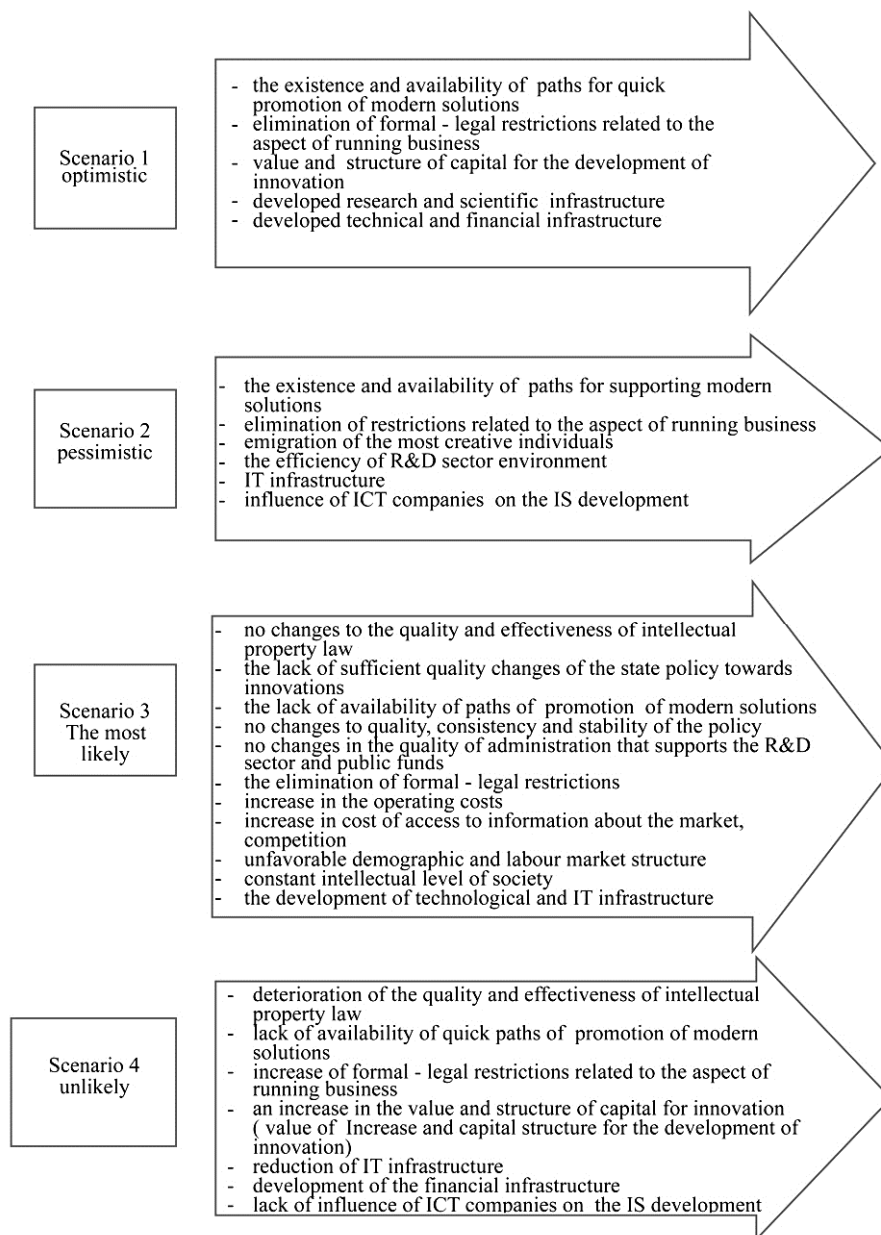 Scenario 1
optimistic
- the existence and availability of paths for quick
promotion of modern solutions
- elimination of formal - legal restrictions related to the
aspect of running business
- value and structure of capital for the development of
innovation
- developed research and scientific infrastructure
- developed technical and financial infrastructure
Scenario 2
pessimistic
- the existence and availability of paths for supporting modern
solutions
- elimination of restrictions related to the aspect of running business
- emigration of the most creative individuals
- the efficiency of R&D sector environment
- IT infrastructure
- influence of ICT companies on the IS development
Scenario 3
The most
likely
- no changes to the quality and effectiveness of intellectual
property law
- the lack of sufficient quality changes of the state policy towards
innovations
- the lack of availability of paths of promotion of modern solutions
- no changes to quality, consistency and stability of the policy
- no changes in the quality of administration that supports the R&D
sector and public funds
- the elimination of formal - legal restrictions
- increase in the operating costs
- increase in cost of access to information about the market,
competition
- unfavorable demographic and labour market structure
- constant intellectual level of society
- the development of technological and IT infrastructure
Scenario 4
unlikely
- deterioration of the quality and effectiveness of intellectual
property law
- lack of availability of quick paths of promotion of modern
solutions
- increase of formal - legal restrictions related to the aspect of
running business
- an increase in the value and structure of capital for innovation
( value of Increase and capital structure for the development of
innovation)
- reduction of IT infrastructure
- development of the financial infrastructure
- lack of influence of ICT companies on the IS development